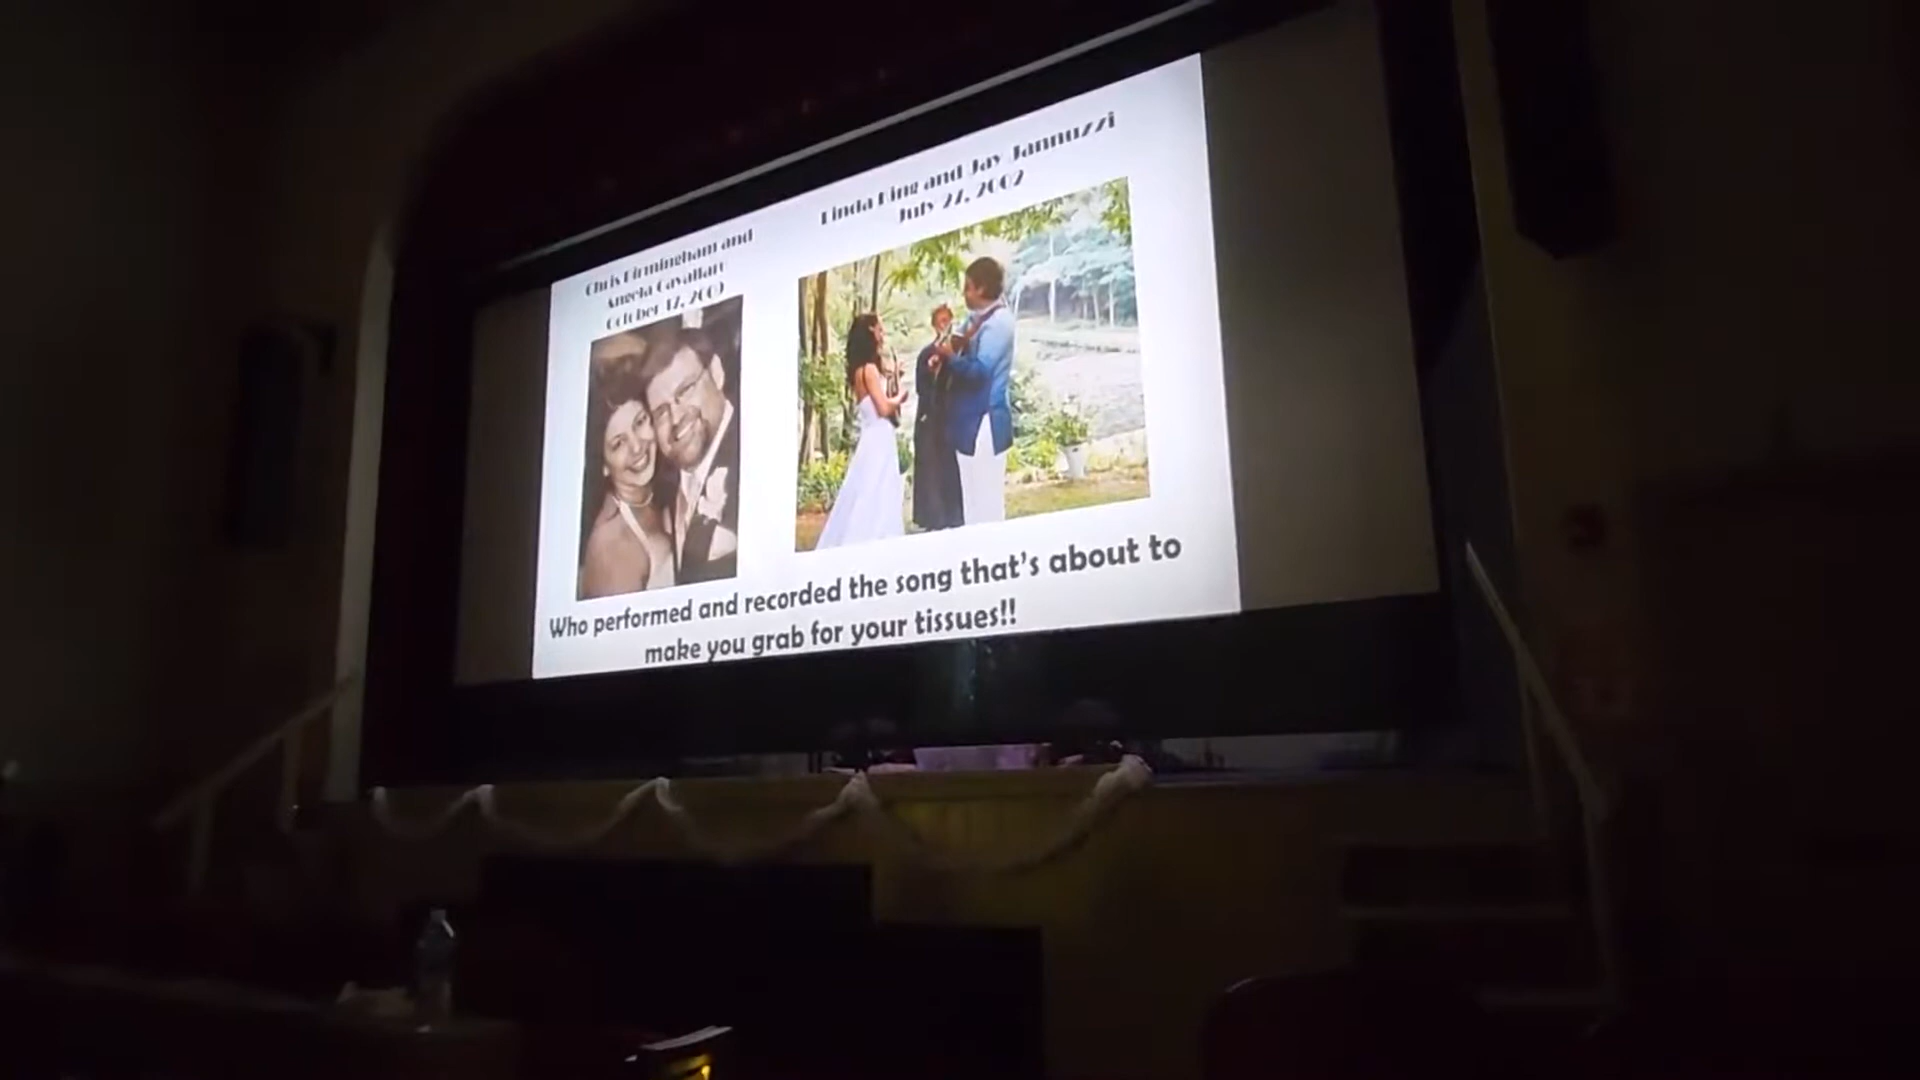 Chris Birmingham and
Angela Cavallaro
October 17, 2009
Linda King and Jay Jannuzzi
July 27, 2002
Who performed and recorded the song that's about to
make you grab for your tissues!!